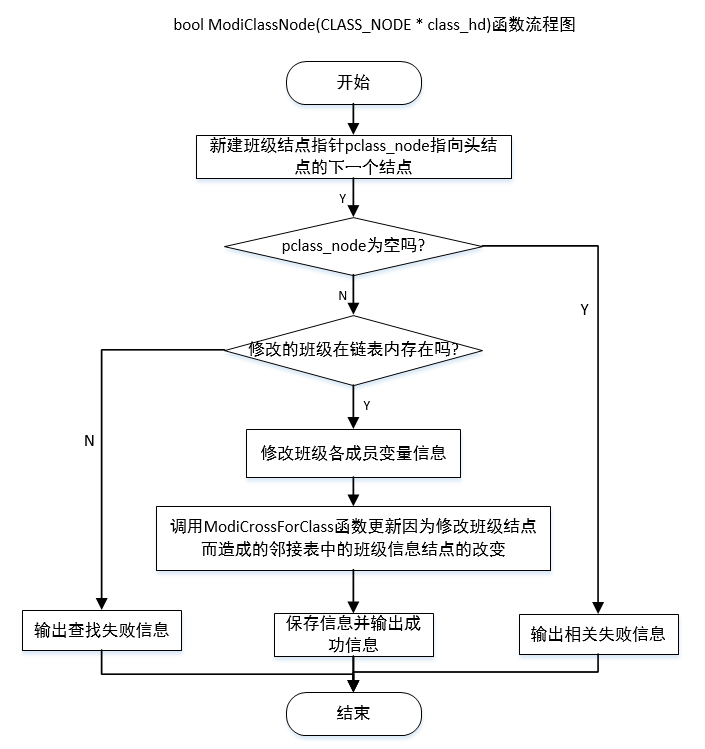 bool ModiClassNode(CLASS_NODE * class_hd)函数流程图
开始
新建班级结点指针pclass_node指向头结
点的下一个结点
Y
pclass_node为空吗?
N
Y
修改的班级在链表内存在吗?
Y
N
修改班级各成员变量信息
调用ModiCrossForClass函数更新因为修改班级结点
而造成的邻接表中的班级信息结点的改变
输出查找失败信息
保存信息并输出成
功信息
输出相关失败信息
结束